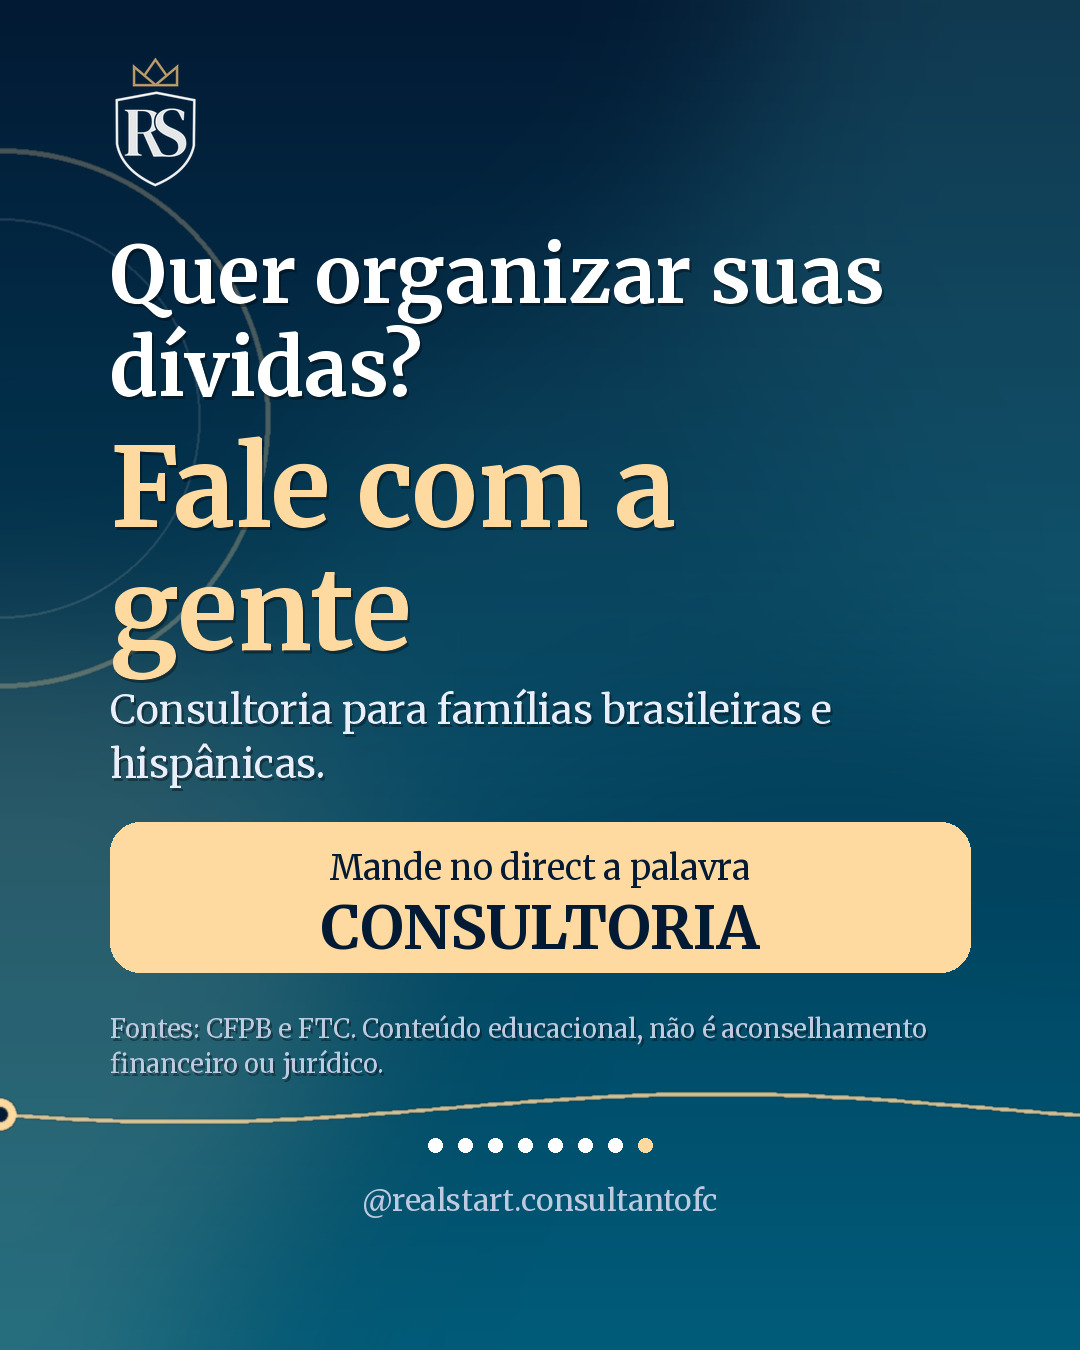 RS
Quer organizar suas
dívidas?
Fale com a
gente
Consultoria para famílias brasileiras e
hispânicas.
Mande no direct a palavra
CONSULTORIA
Fontes: CFPB e FTC. Conteúdo educacional, não é aconselhamento
financeiro ou jurídico.
@realstart.consultantofc